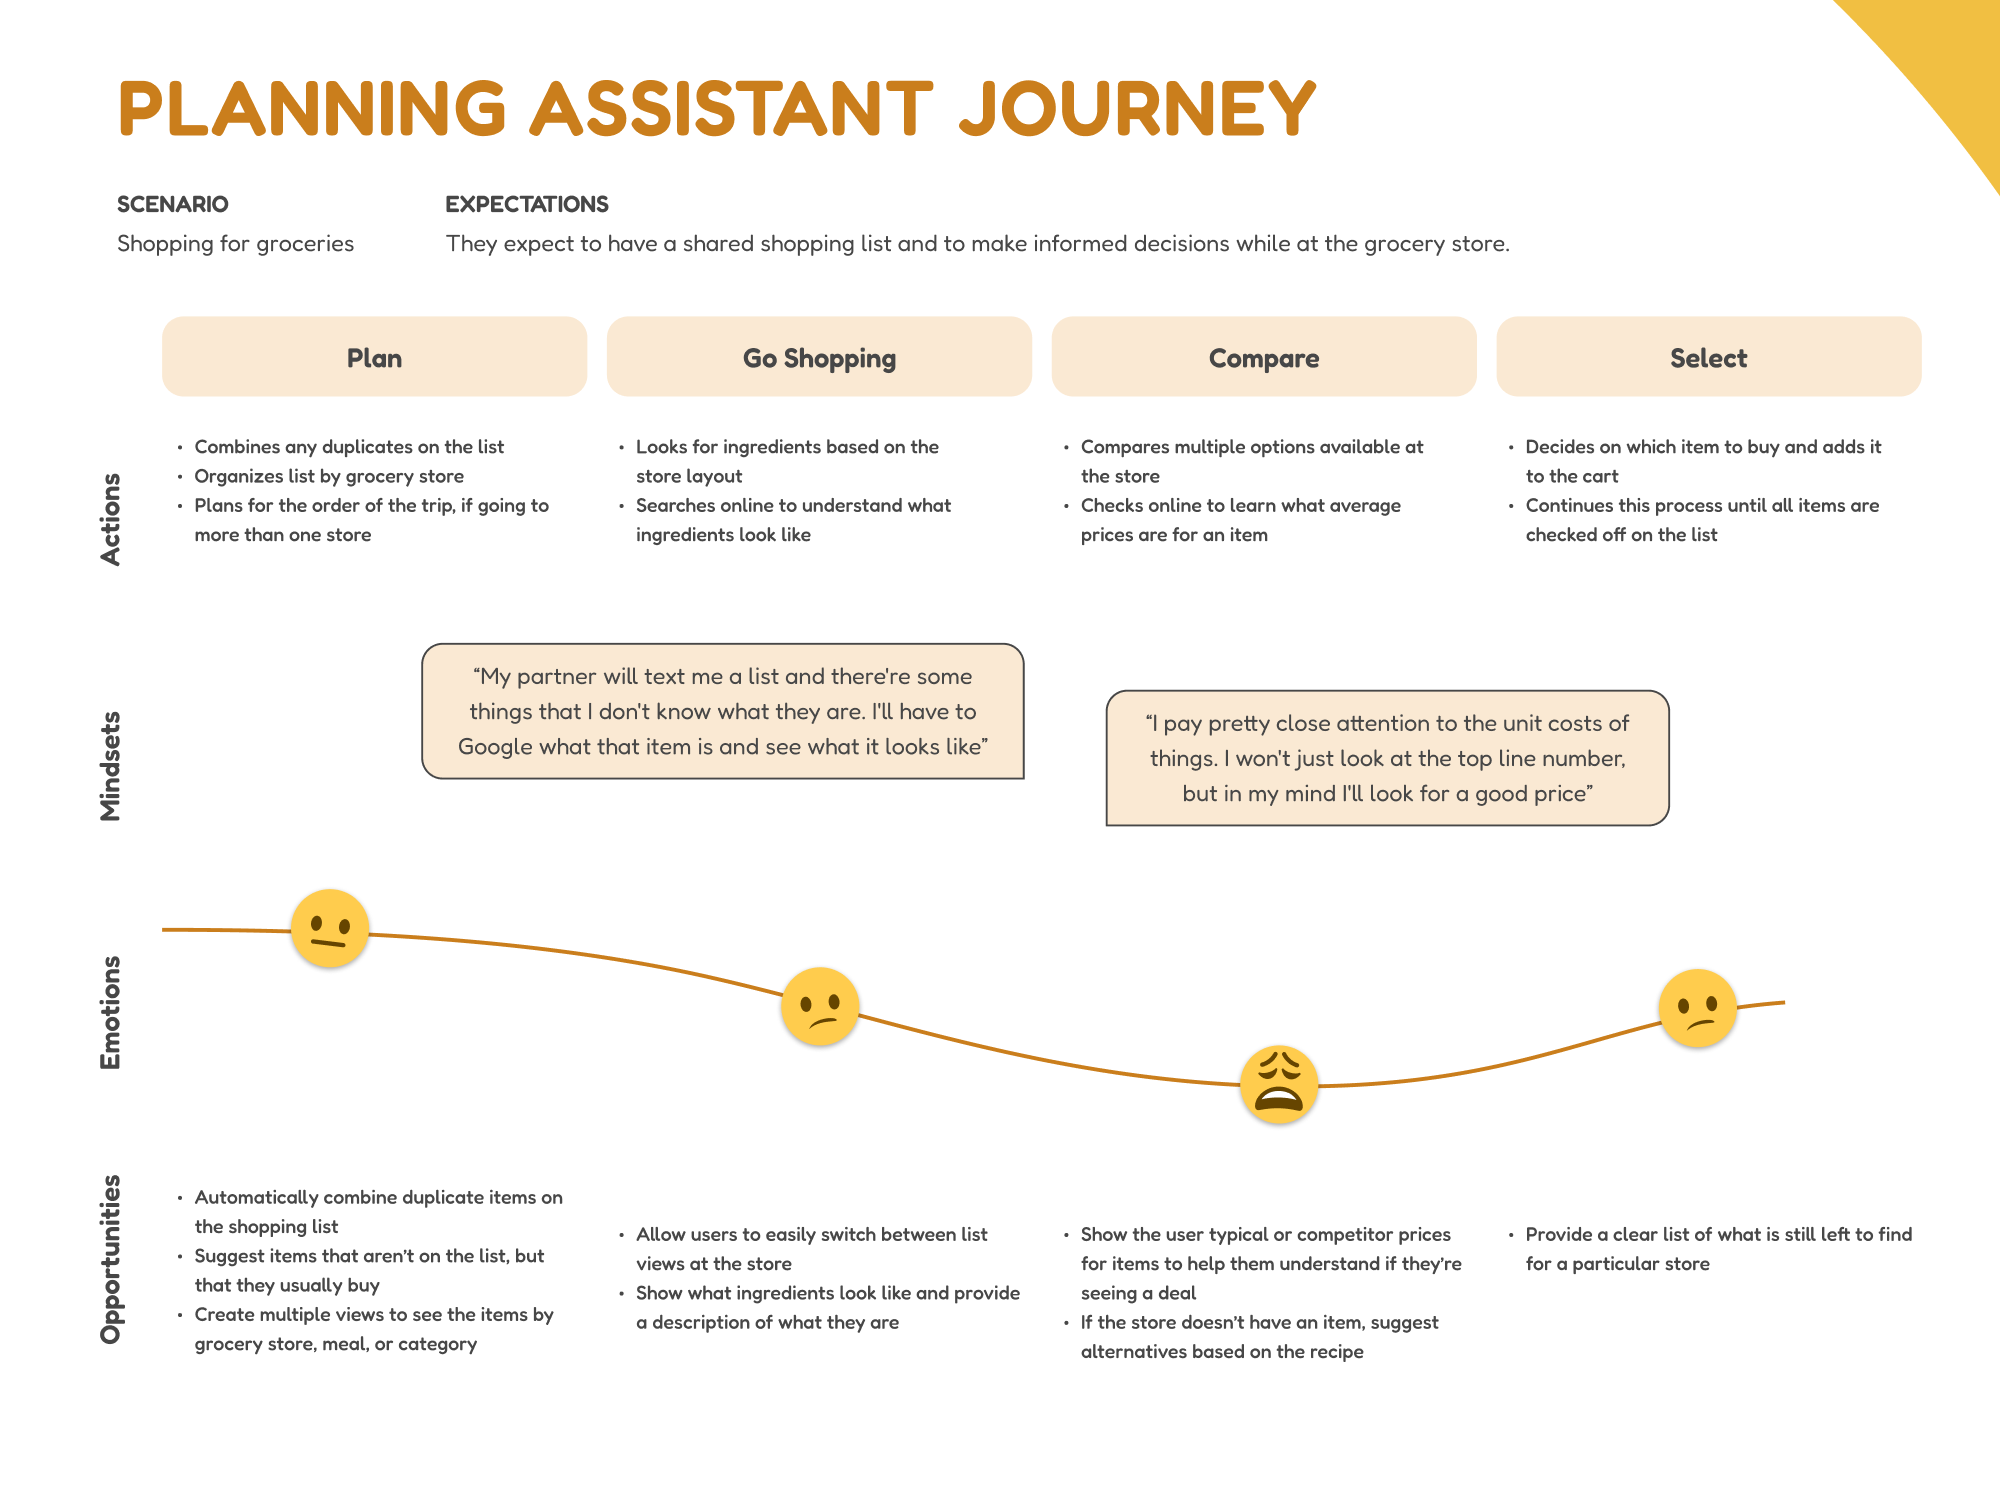 PLANNING ASSISTANT JOURNEY
SCENARIO
Shopping for groceries
EXPECTATIONS
They expect to have a shared shopping list and to make informed decisions while at the grocery store.
Plan
Go Shopping
Compare
Select
Actions
• Combines any duplicates on the list
• Organizes list by grocery store
• Plans for the order of the trip, if going to
more than one store
• Looks for ingredients based on the
store layout
• Searches online to understand what
ingredients look like
• Compares multiple options available at
the store
• Checks online to learn what average
prices are for an item
• Decides on which item to buy and adds it
to the cart
• Continues this process until all items are
checked off on the list
Mindsets
“My partner will text me a list and there're some
things that I don't know what they are. I'll have to
Google what that item is and see what it looks like”
“I pay pretty close attention to the unit costs of
things. I won't just look at the top line number,
but in my mind I'll look for a good price”
Emotions
Opportunities
• Automatically combine duplicate items on
the shopping list
• Suggest items that aren’t on the list, but
that they usually buy
• Create multiple views to see the items by
grocery store, meal, or category
• Allow users to easily switch between list
views at the store
• Show what ingredients look like and provide
a description of what they are
• Show the user typical or competitor prices
for items to help them understand if they’re
seeing a deal
• If the store doesn’t have an item, suggest
alternatives based on the recipe
• Provide a clear list of what is still left to find
for a particular store